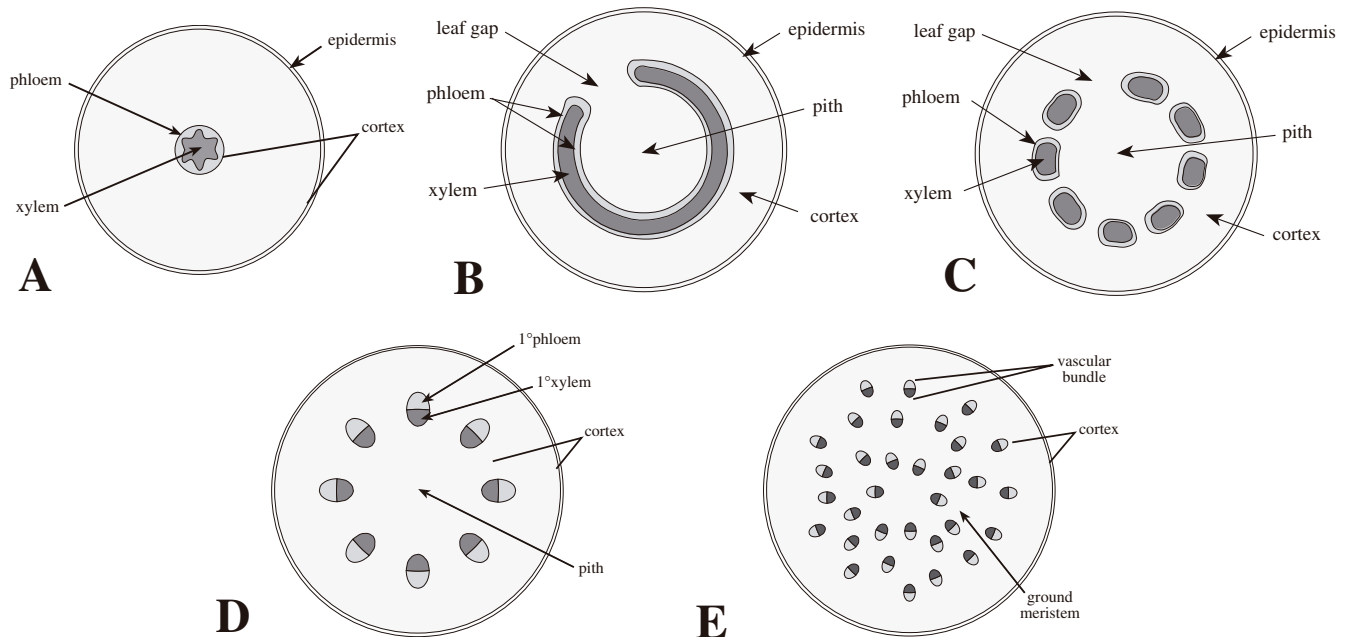 epidermis
phloem
cortex
xylem
A
leaf gap
epidermis
phloem
pith
xylem
cortex
B
leaf gap
epidermis
phloem
pith
xylem
cortex
C
1°phloem
1°xylem
cortex
pith
D
vascular
bundle
cortex
ground
meristem
E